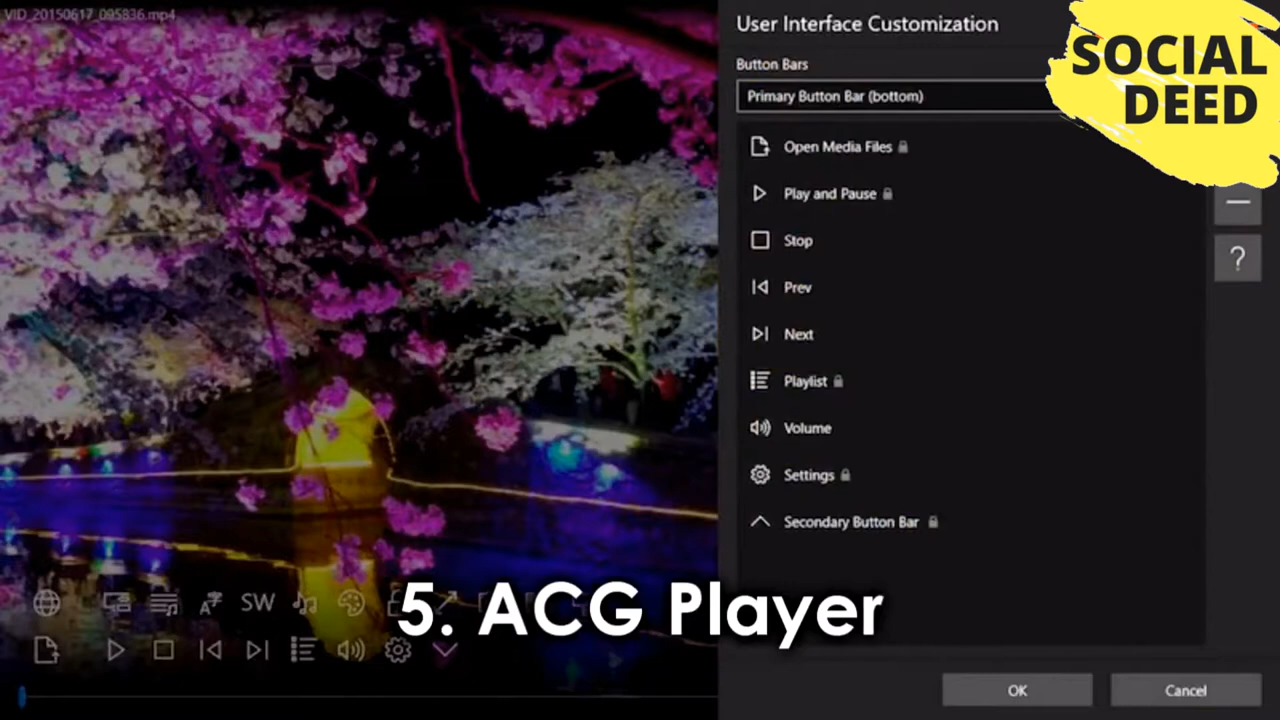 VID_20150617_095836.mp4
User Interface Customization
SOCIAL
DEED
Button Bars
Primary Button Bar (bottom)
Open Media Files
Play and Pause
Stop
?
Prev
Next
Playlist
Volume
Settings
Secondary Button Bar
SW
5. ACG Player
OK
Cancel